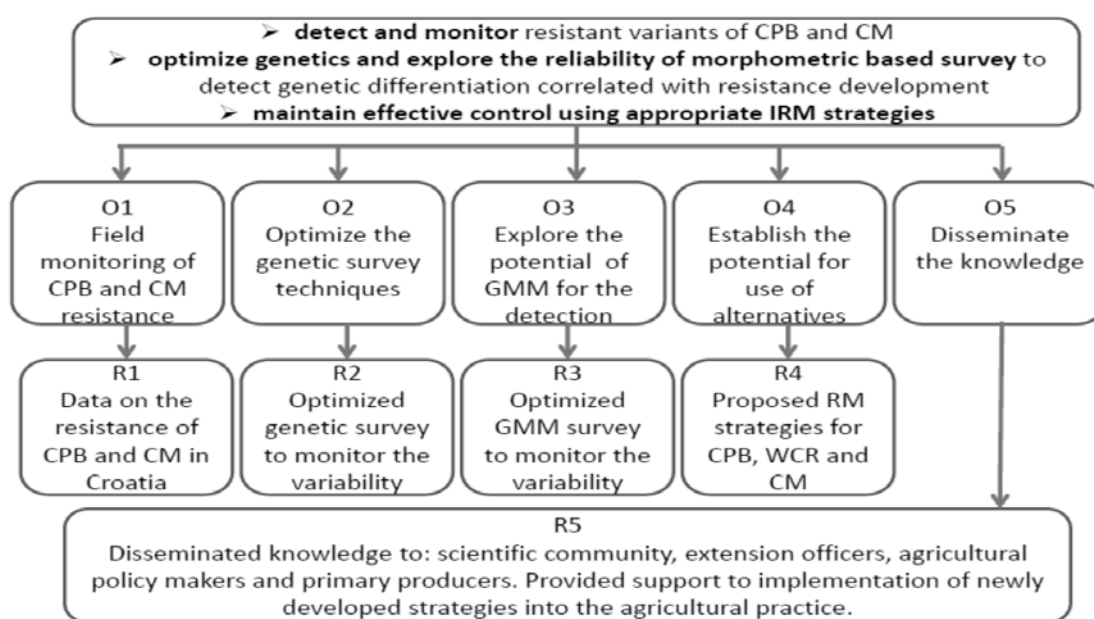 ➢ detect and monitor resistant variants of CPB and CM
➢ optimize genetics and explore the reliability of morphometric based survey to
detect genetic differentiation correlated with resistance development
➢ maintain effective control using appropriate IRM strategies
O1
Field
monitoring of
CPB and CM
resistance
O2
Optimize the
genetic survey
techniques
O3
Explore the
potential of
GMM for the
detection
O4
Establish the
potential for
use of
alternatives
O5
Disseminate
the knowledge
R1
Data on the
resistance of
CPB and CM in
Croatia
R2
Optimized
genetic survey
to monitor the
variability
R3
Optimized
GMM survey
to monitor the
variability
R4
Proposed RM
strategies for
CPB, WCR and
CM
R5
Disseminated knowledge to: scientific community, extension officers, agricultural
policy makers and primary producers. Provided support to implementation of newly
developed strategies into the agricultural practice.